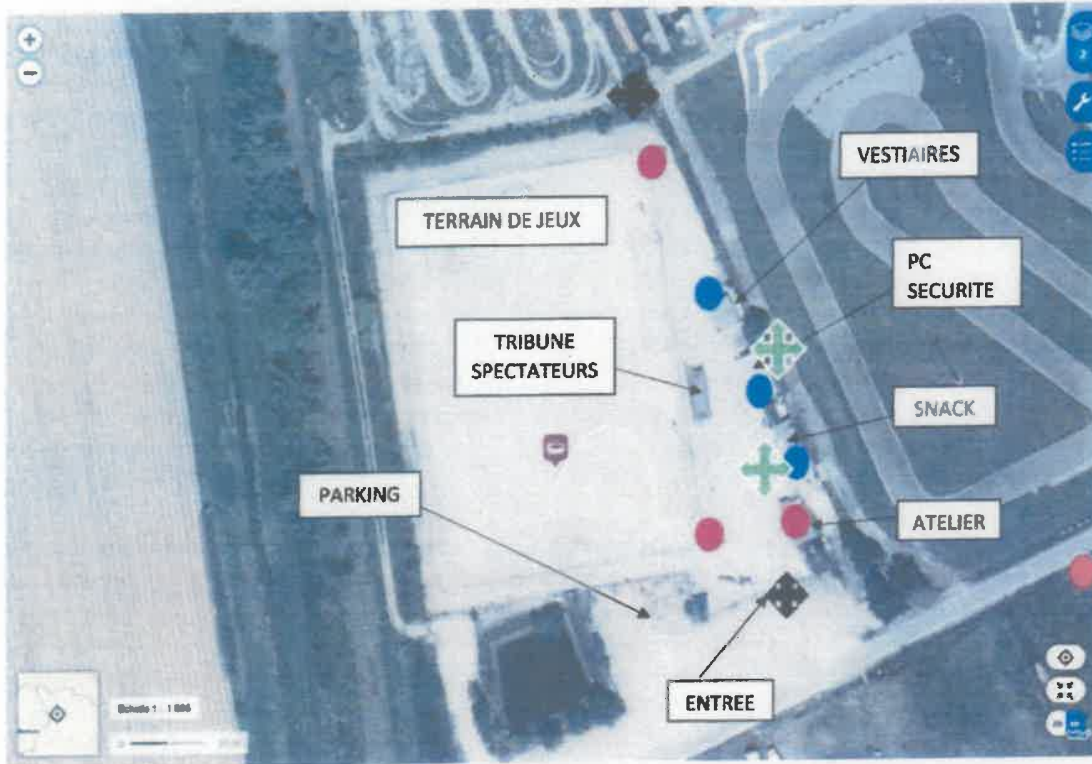 VESTIAIRES
TERRAIN DE JEUX
PC
SECURITE
TRIBUNE
SPECTATEURS
SNACK
PARKING
ATELIER
ENTREE